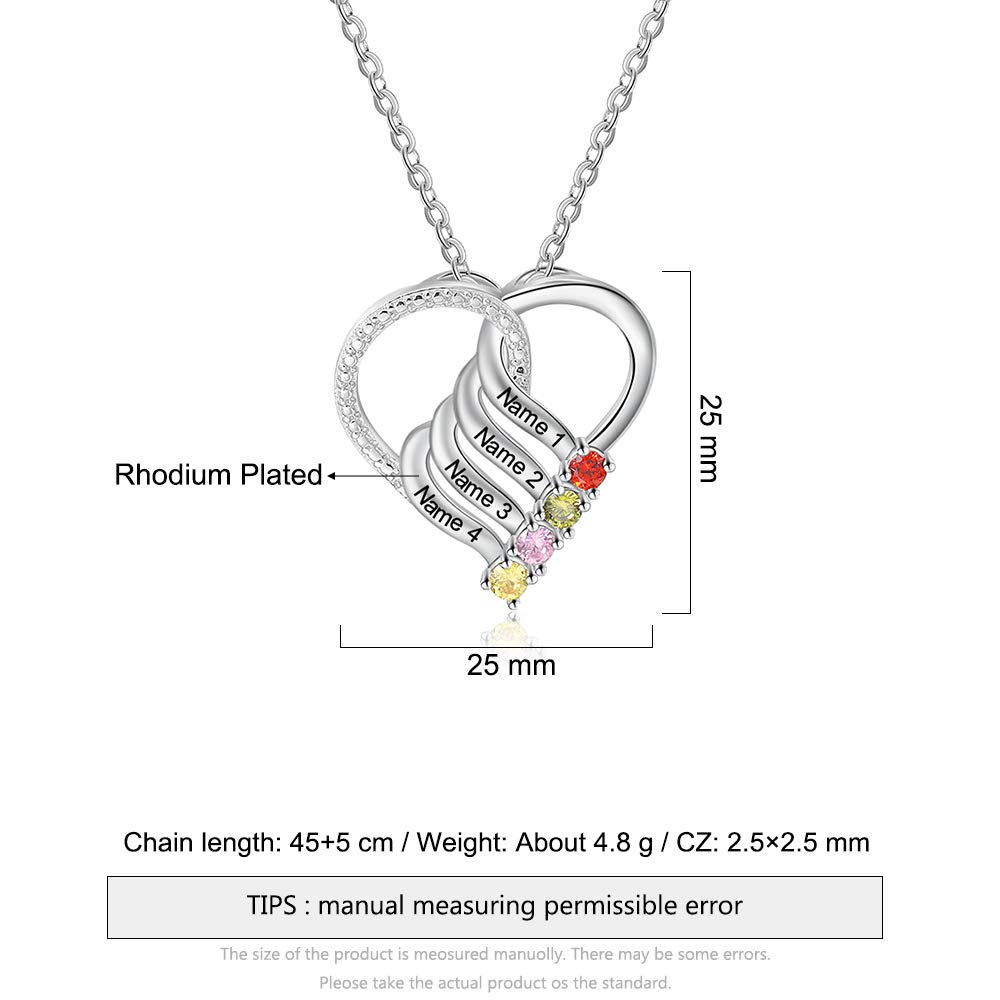 Name 1
Name 2
Name 3
Name 4
Rhodium Plated
25 mm
25 mm
Chain length: 45+5 cm / Weight: About 4.8 g / CZ: 2.5×2.5 mm
TIPS : manual measuring permissible error
The size of the product is meosured manuolly. There may be some errors.
Pleose take the actual product os the standard.